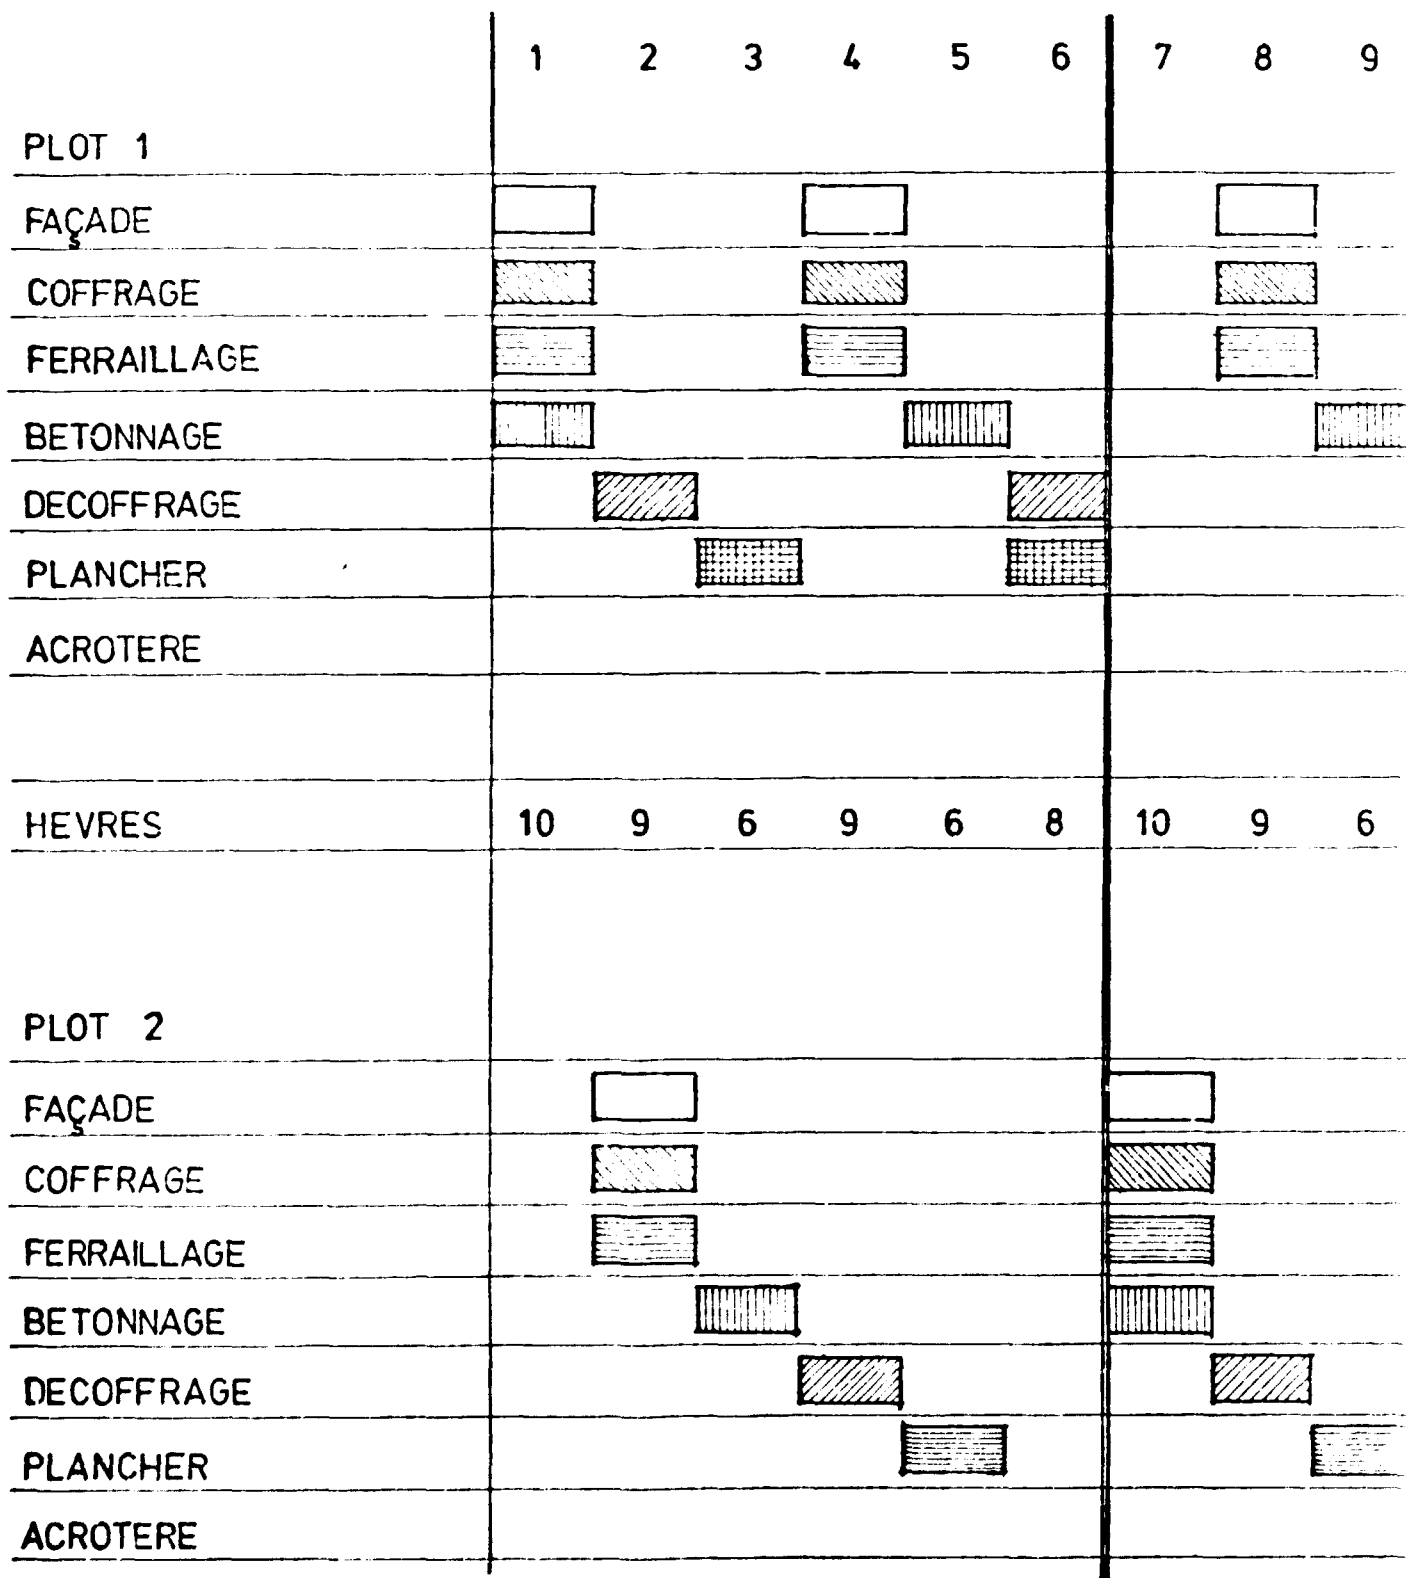 1 2 3 4 5 6 7 8 9
PLOT 1
FAÇADE
COFFRAGE
FERRAILLAGE
BETONNAGE
DECOFFRAGE
PLANCHER
ACROTERE
HEVRES 10 9 6 9 6 8 10 9 6
PLOT 2
FAÇADE
COFFRAGE
FERRAILLAGE
BETONNAGE
DECOFFRAGE
PLANCHER
ACROTERE